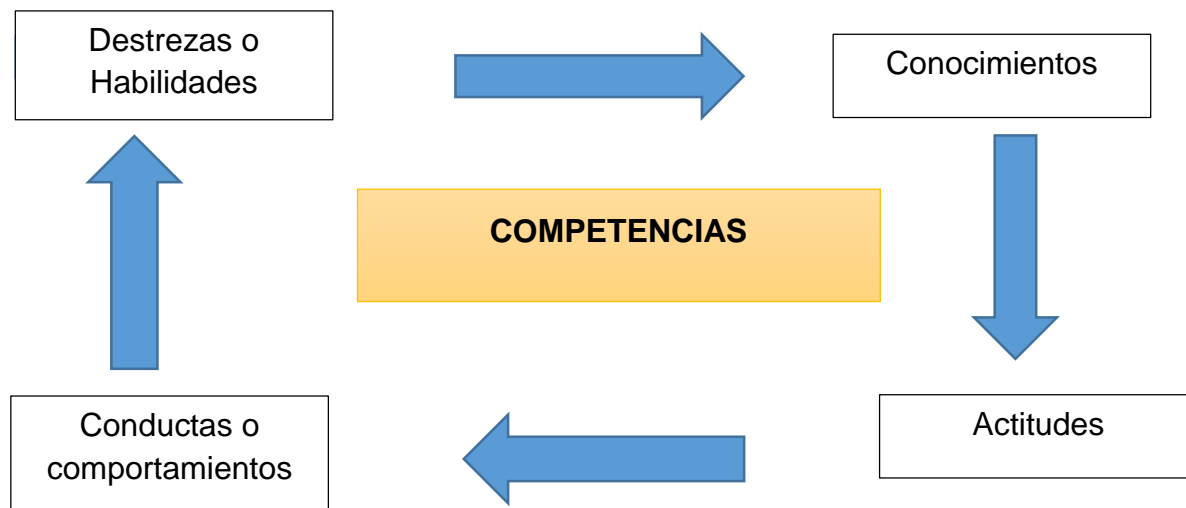 Destrezas o
Habilidades
Conocimientos
COMPETENCIAS
Conductas o
comportamientos
Actitudes